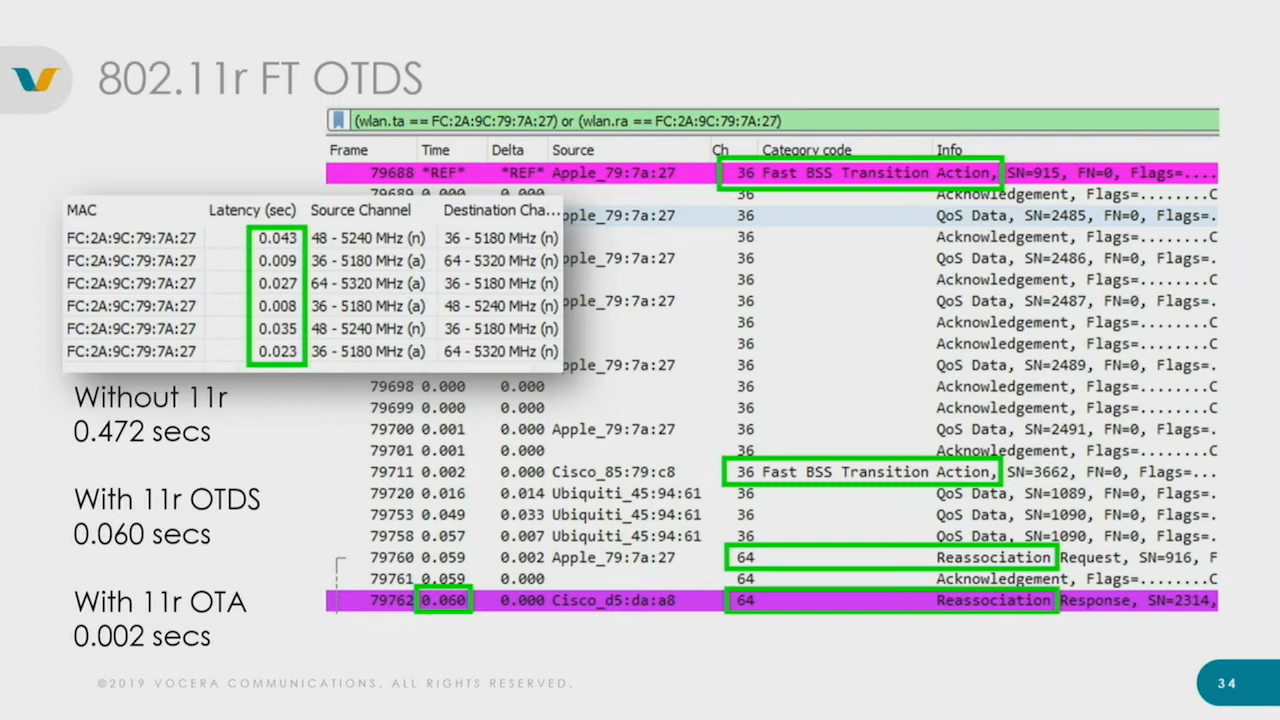 802.11r FT OTDS
(wlan.ta == FC:2A:9C:79:7A:27) or (wlan.ra == FC:2A:9C:79:7A:27)
Frame Time Delta Source Ch Category code Info
79688 *REF* *REF* Apple_79:7a:27 36 Fast BSS Transition Action, SN=915, FN=0, Flags=....
79689 0.000 0.000 36 Acknowledgement, Flags=........C
pple_79:7a:27 36 QoS Data, SN=2485, FN=0, Flags=.
36 Acknowledgement, Flags=........C
pple_79:7a:27 36 QoS Data, SN=2486, FN=0, Flags=.
36 Acknowledgement, Flags=........C
pple_79:7a:27 36 QoS Data, SN=2487, FN=0, Flags=.
36 Acknowledgement, Flags=........C
36 Acknowledgement, Flags=........C
pple_79:7a:27 36 QoS Data, SN=2489, FN=0, Flags=.
79698 0.000 0.000 36 Acknowledgement, Flags=........C
79699 0.000 0.000 36 Acknowledgement, Flags=........C
79700 0.001 0.000 Apple_79:7a:27 36 QoS Data, SN=2491, FN=0, Flags=.
79701 0.001 0.000 36 Acknowledgement, Flags=........C
79711 0.002 0.000 Cisco_85:79:c8 36 Fast BSS Transition Action, SN=3662, FN=0, Flags=...
79720 0.016 0.014 Ubiquiti_45:94:61 36 QoS Data, SN=1089, FN=0, Flags=.
79753 0.049 0.033 Ubiquiti_45:94:61 36 QoS Data, SN=1090, FN=0, Flags=.
79758 0.057 0.007 Ubiquiti_45:94:61 36 QoS Data, SN=1090, FN=0, Flags=.
79760 0.059 0.002 Apple_79:7a:27 64 Reassociation Request, SN=916, F
79761 0.059 0.000 64 Acknowledgement, Flags=........C
79762 0.060 0.000 Cisco_d5:da:a8 64 Reassociation Response, SN=2314,
MAC Latency (sec) Source Channel Destination Cha...
FC:2A:9C:79:7A:27 0.043 48 - 5240 MHz (n) 36 - 5180 MHz (n)
FC:2A:9C:79:7A:27 0.009 36 - 5180 MHz (a) 64 - 5320 MHz (n)
FC:2A:9C:79:7A:27 0.027 64 - 5320 MHz (a) 36 - 5180 MHz (n)
FC:2A:9C:79:7A:27 0.008 36 - 5180 MHz (a) 48 - 5240 MHz (n)
FC:2A:9C:79:7A:27 0.035 48 - 5240 MHz (n) 36 - 5180 MHz (n)
FC:2A:9C:79:7A:27 0.023 36 - 5180 MHz (a) 64 - 5320 MHz (n)
Without 11r
0.472 secs
With 11r OTDS
0.060 secs
With 11r OTA
0.002 secs
©2019 VOCERA COMMUNICATIONS. ALL RIGHTS RESERVED.
34